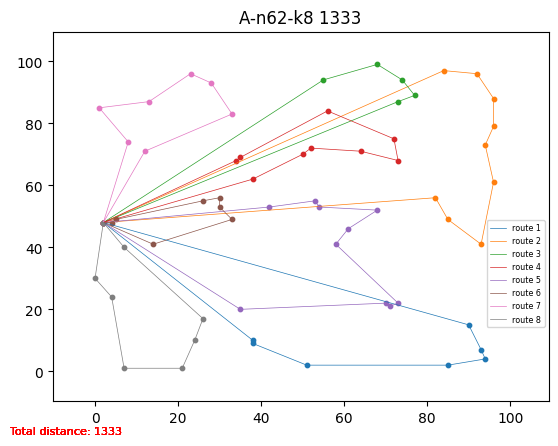 A-n62-k8 1333
100
80
60
40
20
0
0 20 40 60 80 100
route 1
route 2
route 3
route 4
route 5
route 6
route 7
route 8
Total distance: 1333